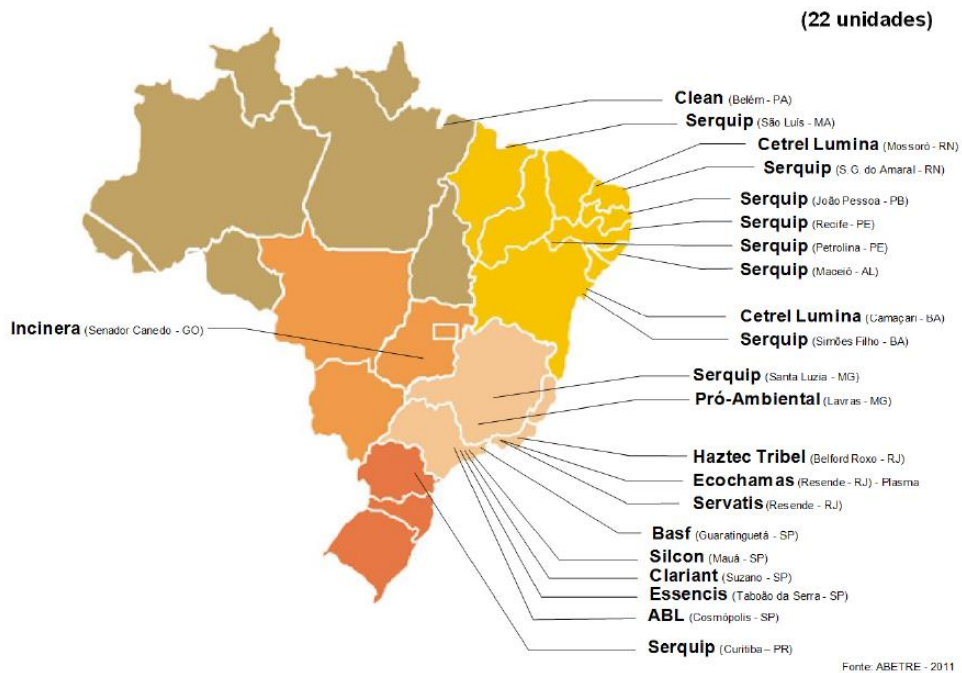 (22 unidades)
Clean (Belém - PA)
Serquip (São Luís - MA)
Cetrel Lumina (Mossoró - RN)
Serquip (S.G. do Amaral - RN)
Serquip (João Pessoa - PB)
Serquip (Recife - PE)
Serquip (Petrolina - PE)
Serquip (Maceió - AL)
Cetrel Lumina (Camaçari - BA)
Incinera (Senador Canedo - GO)
Serquip (Simões Filho - BA)
Serquip (Santa Luzia - MG)
Pró-Ambiental (Lavras - MG)
Haztec Tribel (Belford Roxo - RJ)
Ecochamas (Resende - RJ) - Plasma
Servatis (Resende - RJ)
Basf (Guaratinguetá - SP)
Silcon (Mauá - SP)
Clariant (Suzano - SP)
Essencis (Taboão da Serra - SP)
ABL (Cosmópolis - SP)
Serquip (Curitiba – PR)
Fonte: ABETRE - 2011